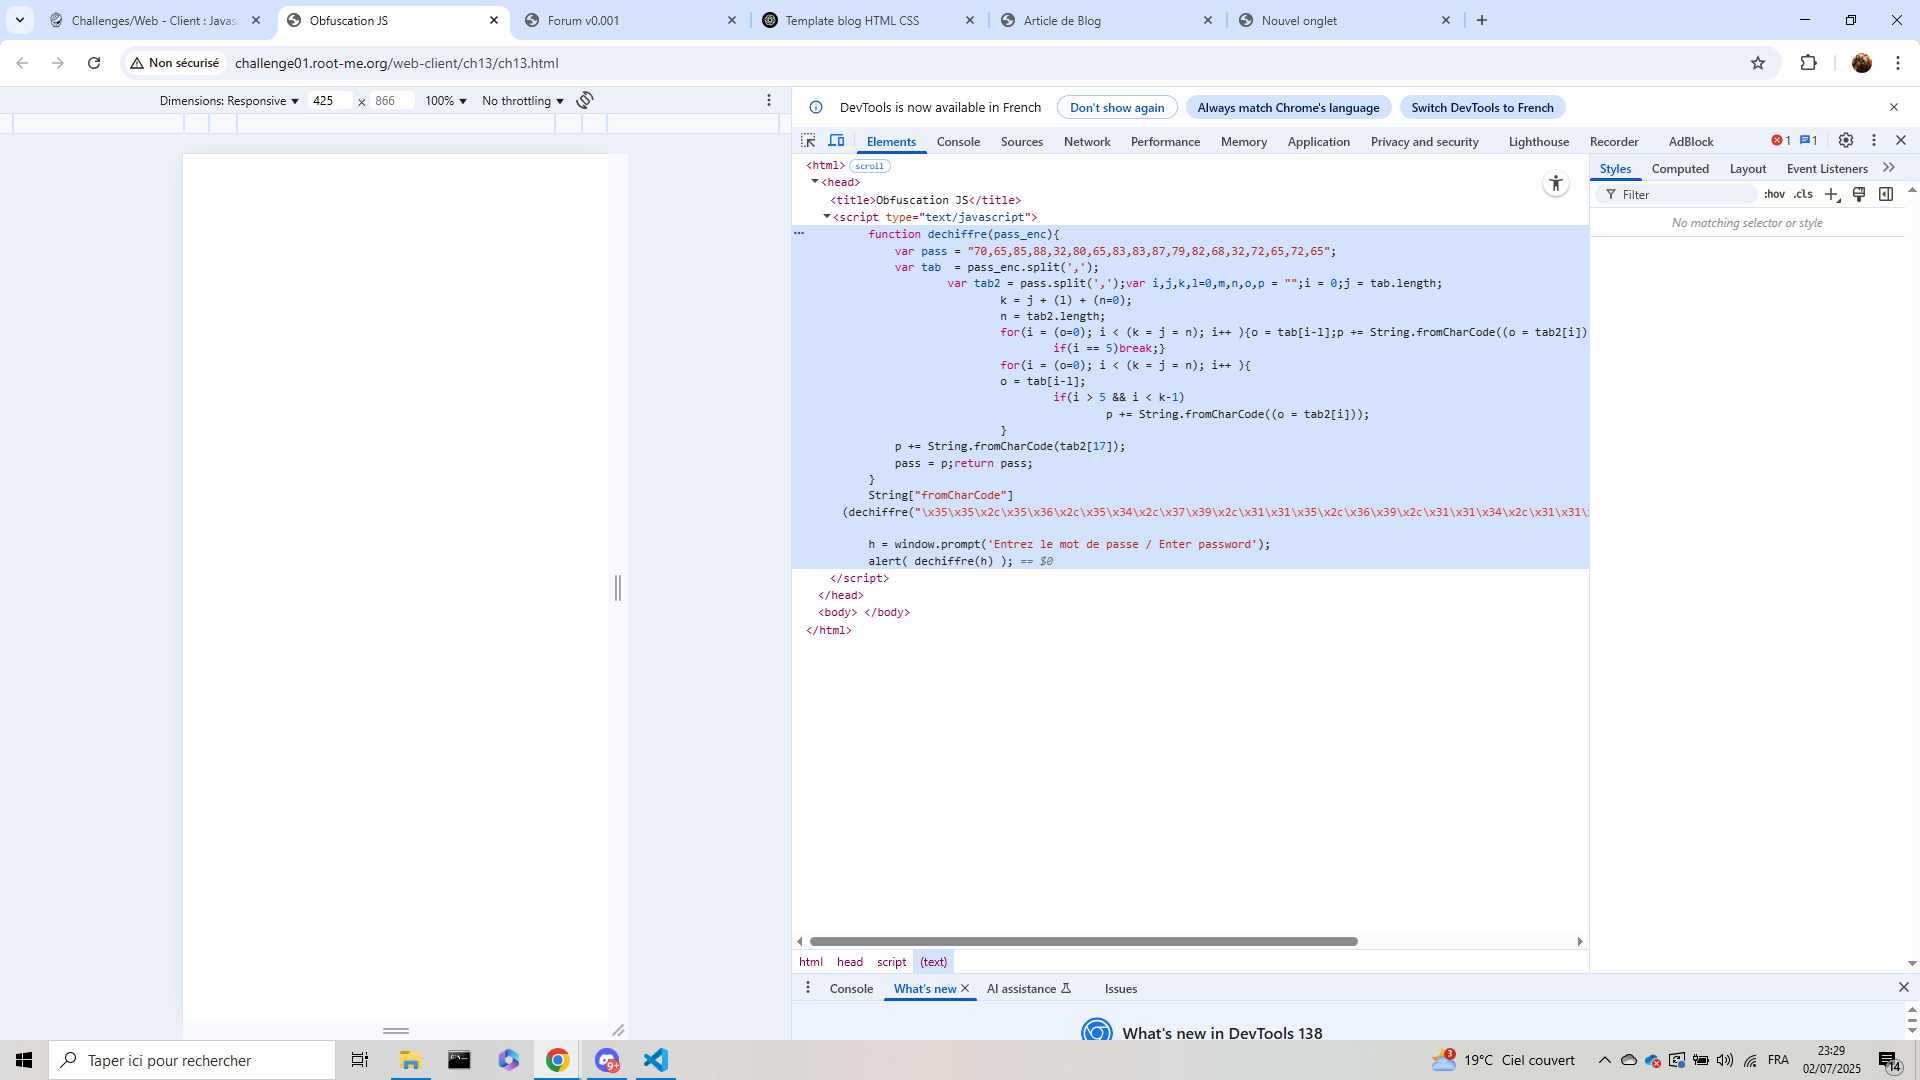 Challenges/Web - Client : Javas
Obfuscation JS
Forum v0.001
Template blog HTML CSS
Article de Blog
Nouvel onglet
Non sécurisé
challenge01.root-me.org/web-client/ch13/ch13.html
Dimensions: Responsive
425
x
866
100%
No throttling
DevTools is now available in French
Don't show again
Always match Chrome's language
Switch DevTools to French
Elements
Console
Sources
Network
Performance
Memory
Application
Privacy and security
Lighthouse
Recorder
AdBlock
1
1
<html> scroll
<head>
<title>Obfuscation JS</title>
<script type="text/javascript">
function dechiffre(pass_enc){
var pass = "70,65,85,88,32,80,65,83,83,87,79,82,68,32,72,65,72,65";
var tab  = pass_enc.split(',');
var tab2 = pass.split(',');var i,j,k,l=0,m,n,o,p = "";i = 0;j = tab.length;
k = j + (l) + (n=0);
n = tab2.length;
for(i = (o=0); i < (k = j = n); i++ ){o = tab[i-l];p += String.fromCharCode((o = tab2[i])
if(i == 5)break;}
for(i = (o=0); i < (k = j = n); i++ ){
o = tab[i-l];
if(i > 5 && i < k-1)
p += String.fromCharCode((o = tab2[i]));
}
p += String.fromCharCode(tab2[17]);
pass = p;return pass;
}
String["fromCharCode"]
(dechiffre("\x35\x35\x2c\x35\x36\x2c\x35\x34\x2c\x37\x39\x2c\x31\x31\x35\x2c\x36\x39\x2c\x31\x31\x34\x2c\x31\x31\
h = window.prompt('Entrez le mot de passe / Enter password');
alert( dechiffre(h) ); == $0
</script>
</head>
<body> </body>
</html>
Styles
Computed
Layout
Event Listeners
Filter
:hov
.cls
No matching selector or style
html
head
script
(text)
Console
What's new
AI assistance
Issues
What's new in DevTools 138
Taper ici pour rechercher
9+
3
19°C
Ciel couvert
FRA
23:29
02/07/2025
14